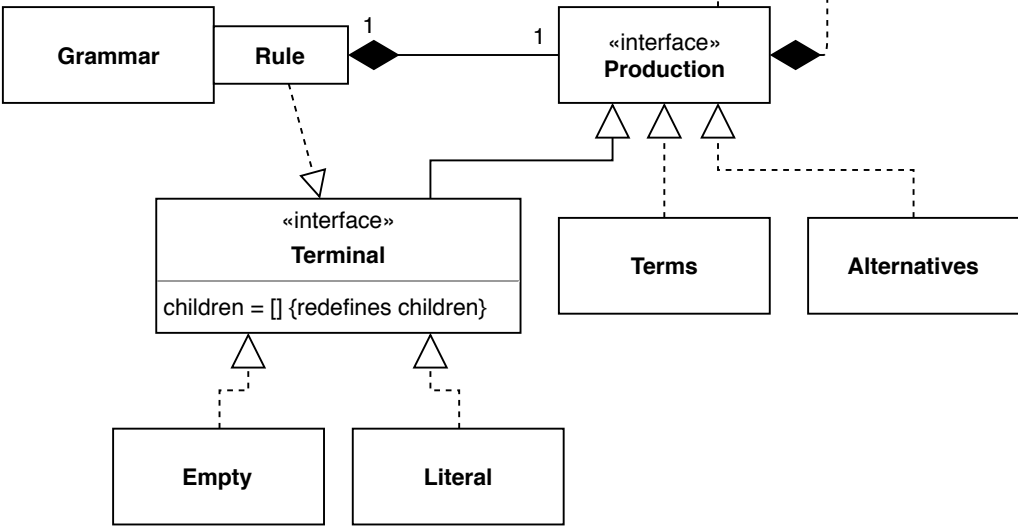 1
1
Grammar
Rule
«interface»
Production
«interface»
Terminal
children = [] {redefines children}
Terms
Alternatives
Empty
Literal